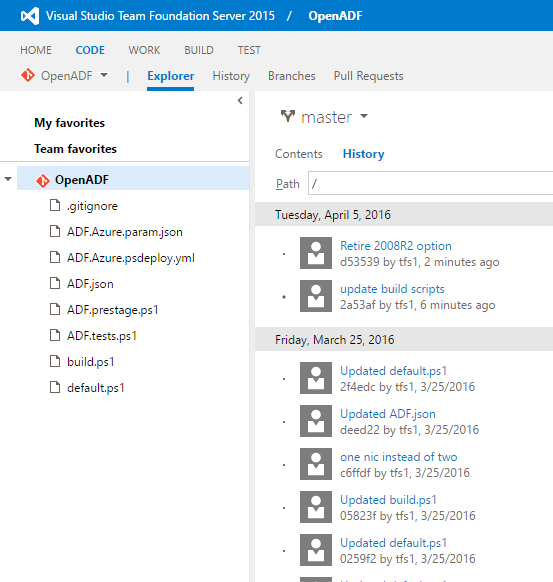 Visual Studio Team Foundation Server 2015 / OpenADF
HOME CODE WORK BUILD TEST
OpenADF | Explorer History Branches Pull Requests
My favorites
Team favorites
OpenADF
.gitignore
ADF.Azure.param.json
ADF.Azure.psdeploy.yml
ADF.json
ADF.prestage.ps1
ADF.tests.ps1
build.ps1
default.ps1
master
Contents History
Path /
Tuesday, April 5, 2016
Retire 2008R2 option
d53539 by tfs1, 2 minutes ago
update build scripts
2a53af by tfs1, 6 minutes ago
Friday, March 25, 2016
Updated default.ps1
2f4edc by tfs1, 3/25/2016
Updated ADF.json
deed22 by tfs1, 3/25/2016
one nic instead of two
c6ffdf by tfs1, 3/25/2016
Updated build.ps1
05823f by tfs1, 3/25/2016
Updated default.ps1
0259f2 by tfs1, 3/25/2016